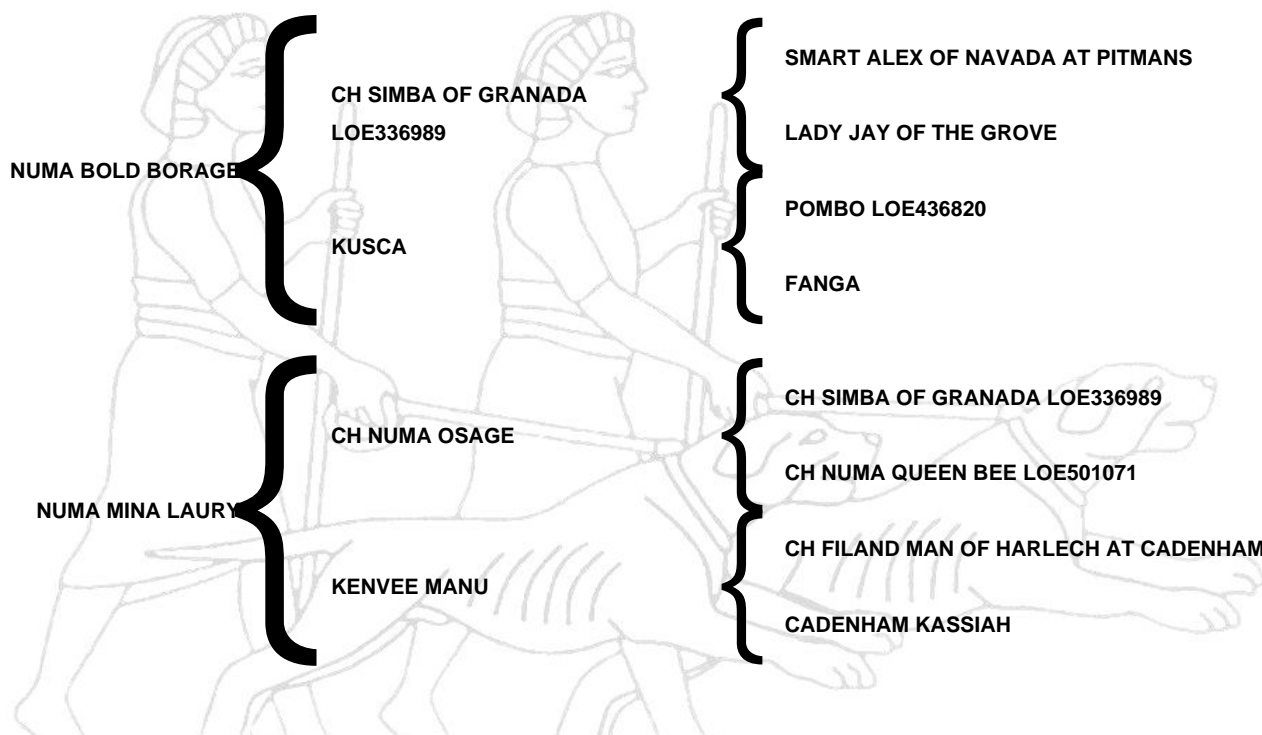 SMART ALEX OF NAVADA AT PITMANS
CH SIMBA OF GRANADA
LOE336989
LADY JAY OF THE GROVE
NUMA BOLD BORAGE
POMBO LOE436820
KUSCA
FANGA
CH SIMBA OF GRANADA LOE336989
CH NUMA OSAGE
CH NUMA QUEEN BEE LOE501071
NUMA MINA LAURY
CH FILAND MAN OF HARLECH AT CADENHAM
KENVEE MANU
CADENHAM KASSIAH